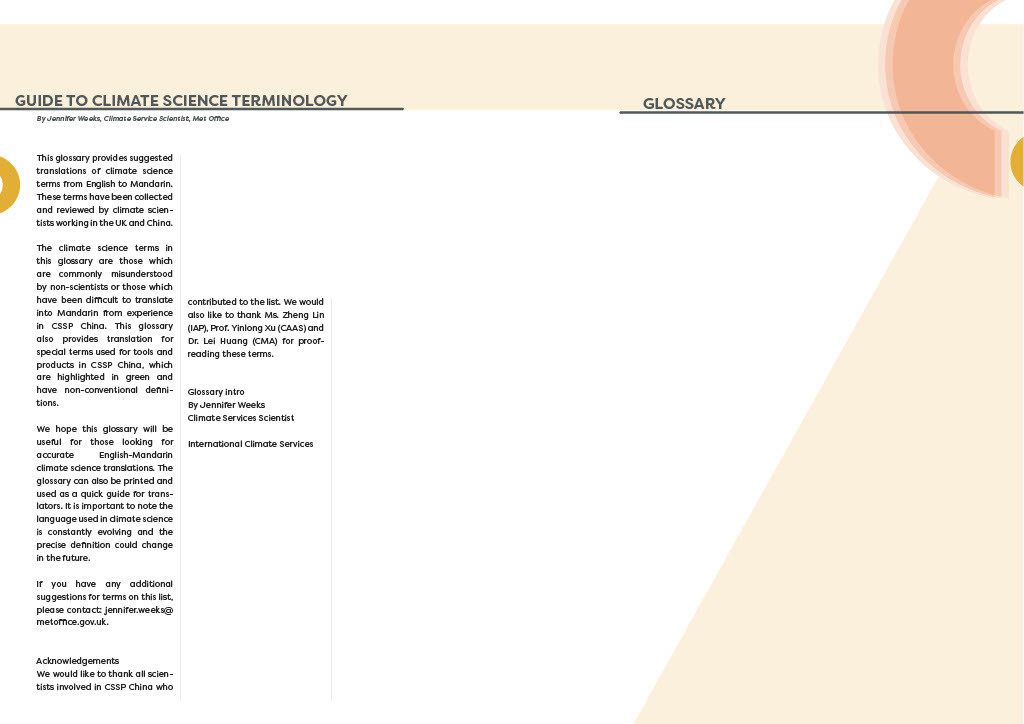 GUIDE TO CLIMATE SCIENCE TERMINOLOGY
By Jennifer Weeks, Climate Service Scientist, Met Office
This glossary provides suggested
translations of climate science
terms from English to Mandarin.
These terms have been collected
and reviewed by climate scien-
tists working in the UK and China.
The climate science terms in
this glossary are those which
are commonly misunderstood
by non-scientists or those which
have been difficult to translate
into Mandarin from experience
in CSSP China. This glossary
also provides translation for
special terms used for tools and
products in CSSP China, which
are highlighted in green and
have non-conventional defini-
tions.
We hope this glossary will be
useful for those looking for
accurate English-Mandarin
climate science translations. The
glossary can also be printed and
used as a quick guide for trans-
lators. It is important to note the
language used in climate science
is constantly evolving and the
precise definition could change
in the future.
If you have any additional
suggestions for terms on this list,
please contact: jennifer.weeks@
metoffice.gov.uk.
Acknowledgements
We would like to thank all scien-
tists involved in CSSP China who
contributed to the list. We would
also like to thank Ms. Zheng Lin
(IAP), Prof. Yinlong Xu (CAAS) and
Dr. Lei Huang (CMA) for proof-
reading these terms.
Glossary intro
By Jennifer Weeks
Climate Services Scientist
International Climate Services
GLOSSARY